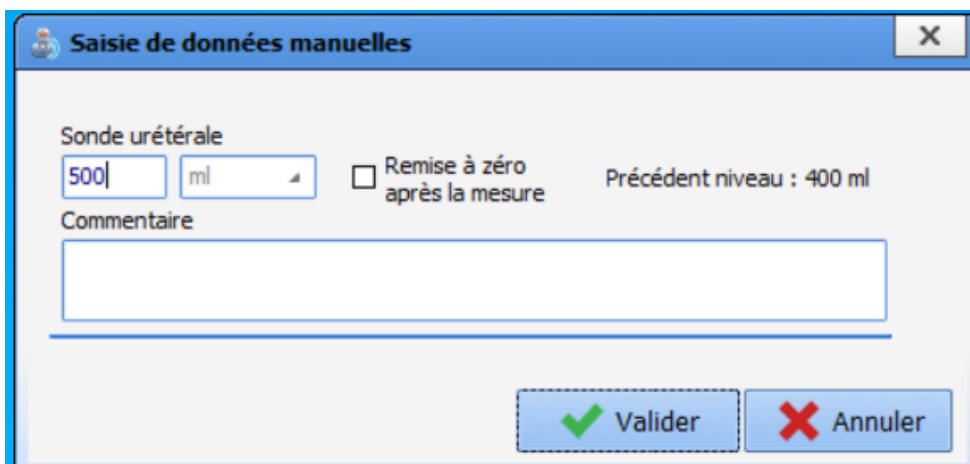 Saisie de données manuelles
Sonde urétérale
500 ml
Remise à zéro
après la mesure
Précédent niveau : 400 ml
Commentaire
Valider
Annuler